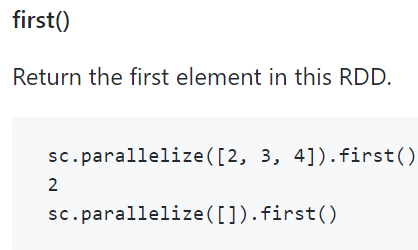 first()
Return the first element in this RDD.
sc.parallelize([2, 3, 4]).first()
2
sc.parallelize([]).first()